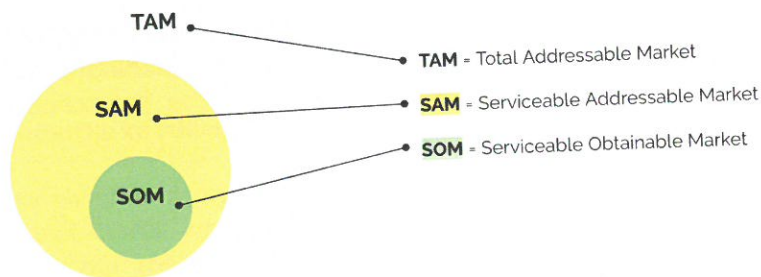 TAM
TAM = Total Addressable Market
SAM
SAM = Serviceable Addressable Market
SOM
SOM = Serviceable Obtainable Market